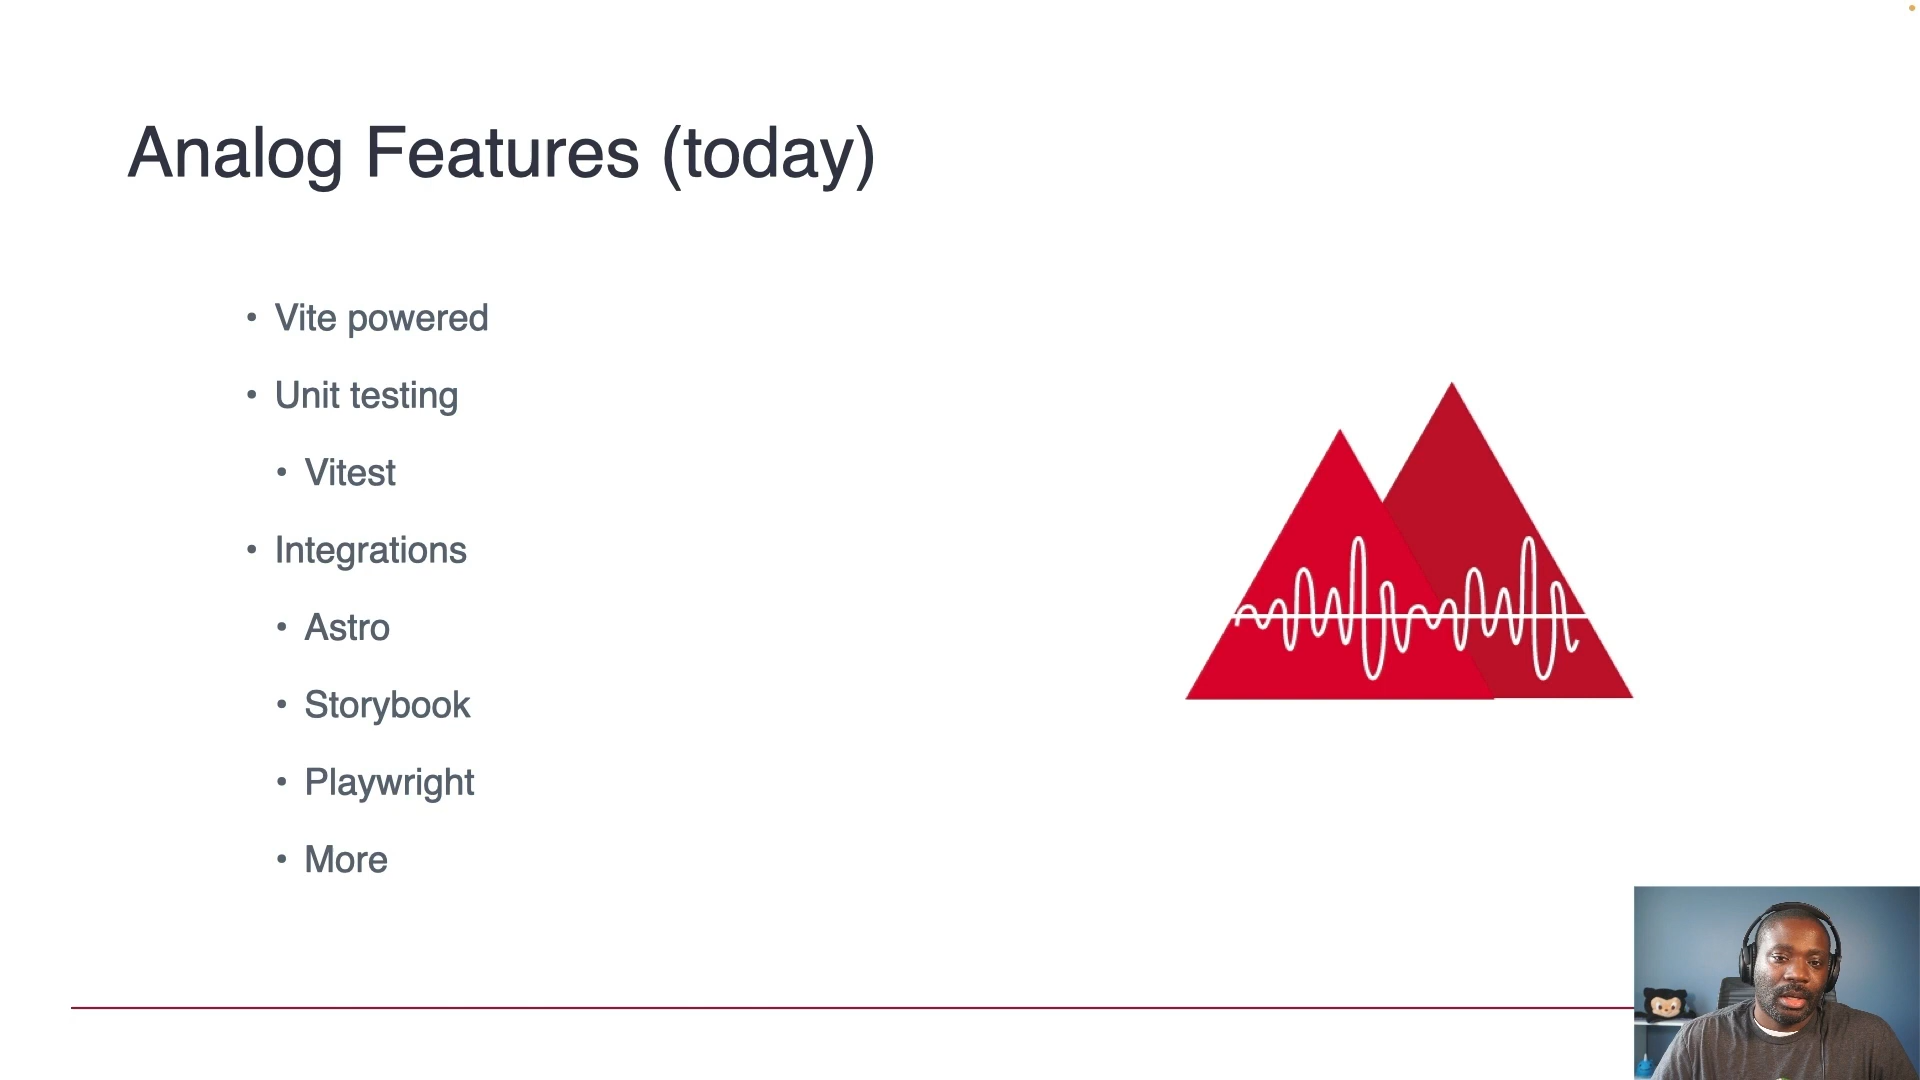 Analog Features (today)
• Vite powered
• Unit testing
• Vitest
• Integrations
• Astro
• Storybook
• Playwright
• More